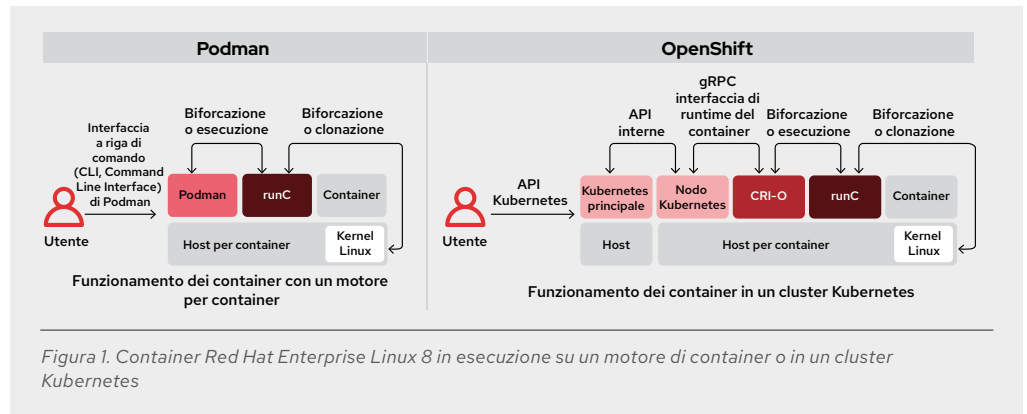 Podman
Interfaccia
a riga di
comando
(CLI, Command
Line Interface)
di Podman
Biforcazione
o esecuzione
Biforcazione
o clonazione
Utente
Podman
runC
Container
Host per container
Kernel
Linux
Funzionamento dei container con un motore
per container
OpenShift
API
Kubernetes
API
interne
gRPC
interfaccia di
runtime del
container
Biforcazione
o esecuzione
Biforcazione
o clonazione
Utente
Kubernetes
principale
Nodo
Kubernetes
CRI-O
runC
Container
Host
Host per container
Kernel
Linux
Funzionamento dei container in un cluster Kubernetes
Figura 1. Container Red Hat Enterprise Linux 8 in esecuzione su un motore di container o in un cluster
Kubernetes